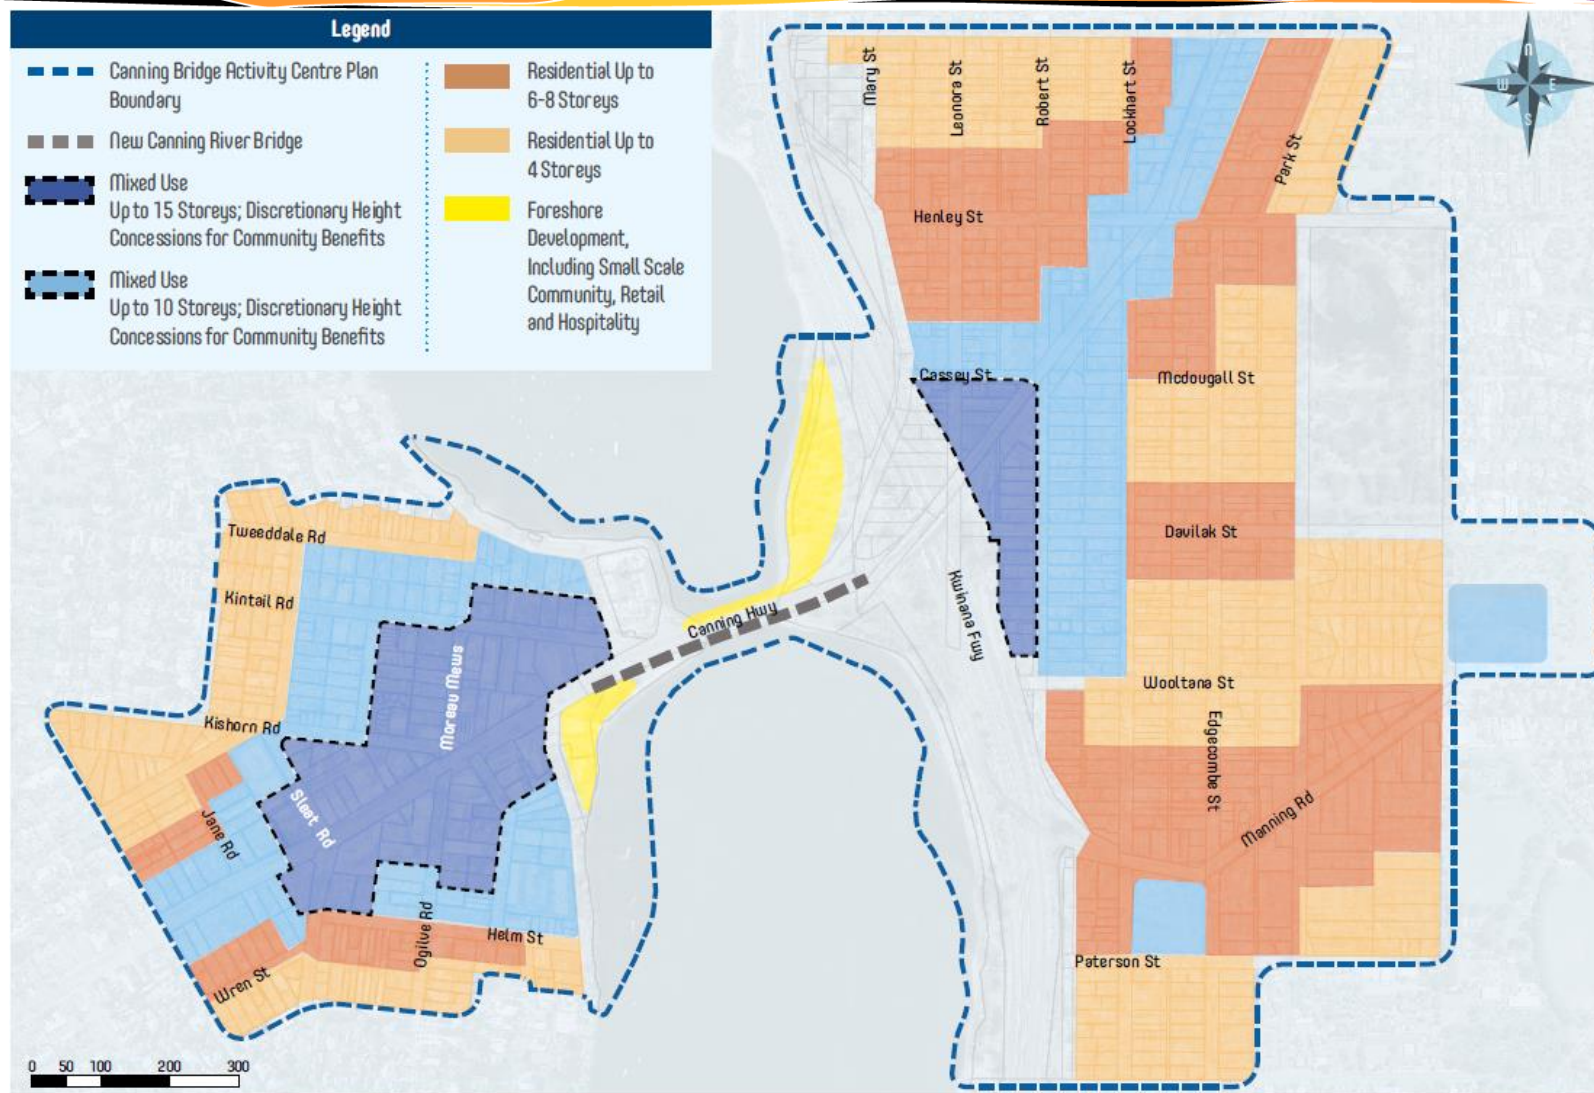 Legend
Canning Bridge Activity Centre Plan
Boundary
New Canning River Bridge
Mixed Use
Up to 15 Storeys; Discretionary Height
Concessions for Community Benefits
Mixed Use
Up to 10 Storeys; Discretionary Height
Concessions for Community Benefits
Residential Up to
6-8 Storeys
Residential Up to
4 Storeys
Foreshore
Development,
Including Small Scale
Community, Retail
and Hospitality
N
W
E
S
Mary St
Leonora St
Robert St
Lockhart St
Park St
Henley St
Cassey St
Mcdougall St
Davilak St
Kwinana Fwy
Canning Hwy
Wooltana St
Edgecombe St
Manning Rd
Paterson St
Tweeddale Rd
Kintail Rd
Moreau Mews
Kishorn Rd
Sleat Rd
Jane Rd
Ogilve Rd
Helm St
Wren St
0 50 100 200 300